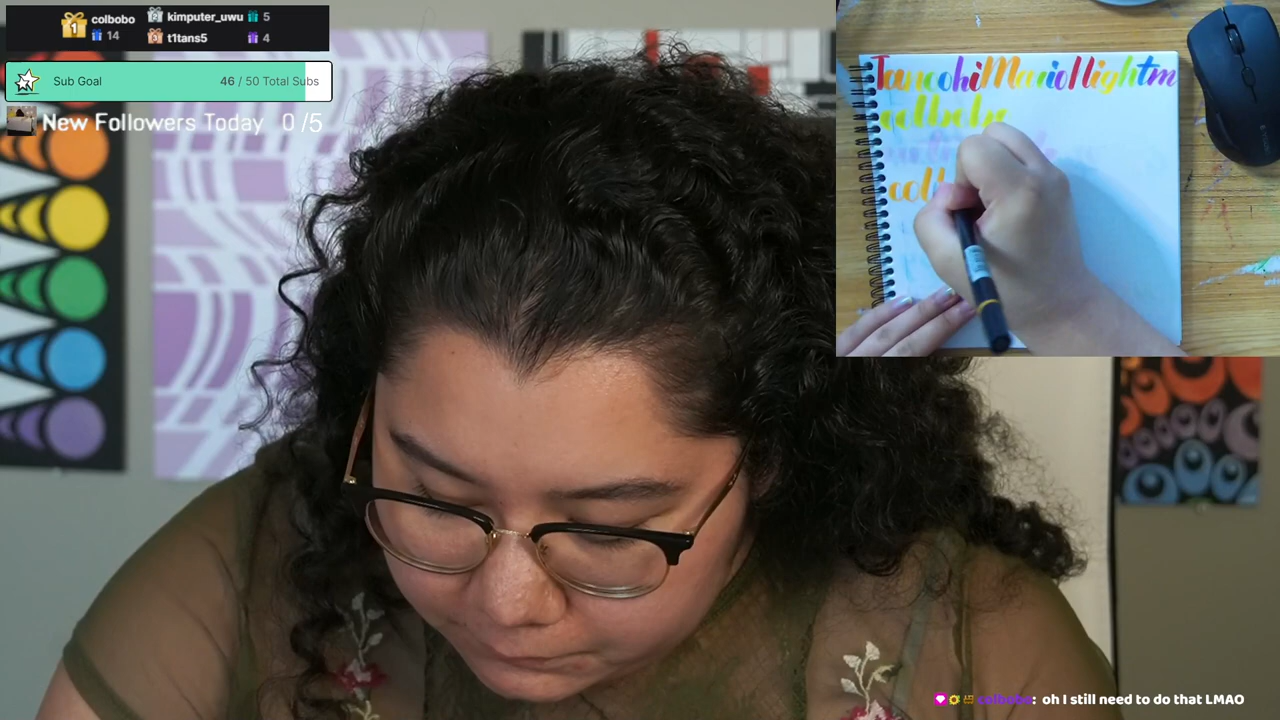 colbobo
14
kimputer_uwu 5
t1tans5 4
Sub Goal 46 / 50 Total Subs
New Followers Today 0 /5
colbobo
colbobo: oh I still need to do that LMAO